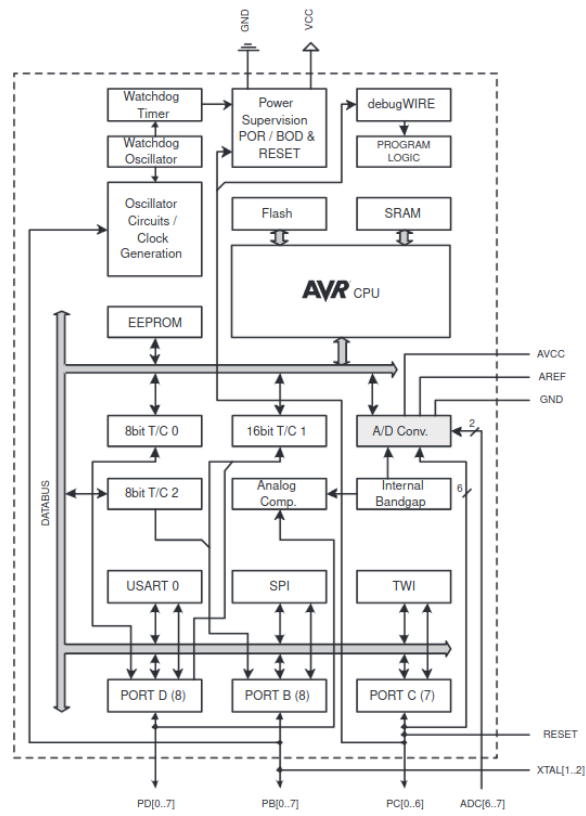 GND
VCC
Watchdog
Timer
Power
Supervision
POR / BOD &
RESET
debugWIRE
Watchdog
Oscillator
PROGRAM
LOGIC
Oscillator
Circuits /
Clock
Generation
Flash
SRAM
AVR CPU
EEPROM
AVCC
AREF
GND
8bit T/C 0
16bit T/C 1
A/D Conv.
2
8bit T/C 2
Analog
Comp.
Internal
Bandgap
6
DATABUS
USART 0
SPI
TWI
PORT D (8)
PORT B (8)
PORT C (7)
RESET
XTAL[1..2]
PD[0..7]
PB[0..7]
PC[0..6]
ADC[6..7]